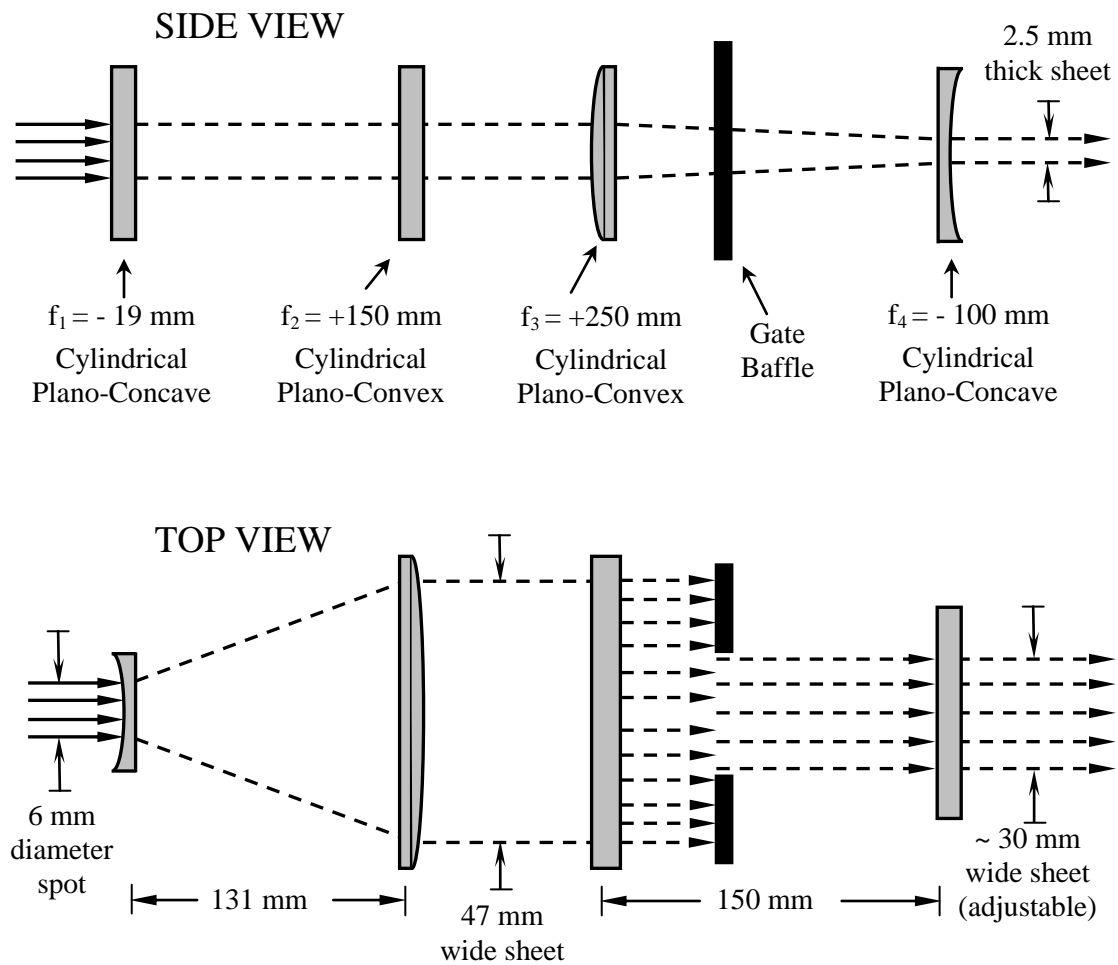 SIDE VIEW
2.5 mm
thick sheet
f1 = - 19 mm
Cylindrical
Plano-Concave
f2 = +150 mm
Cylindrical
Plano-Convex
f3 = +250 mm
Cylindrical
Plano-Convex
Gate
Baffle
f4 = - 100 mm
Cylindrical
Plano-Concave
TOP VIEW
6 mm
diameter
spot
131 mm
47 mm
wide sheet
150 mm
~ 30 mm
wide sheet
(adjustable)